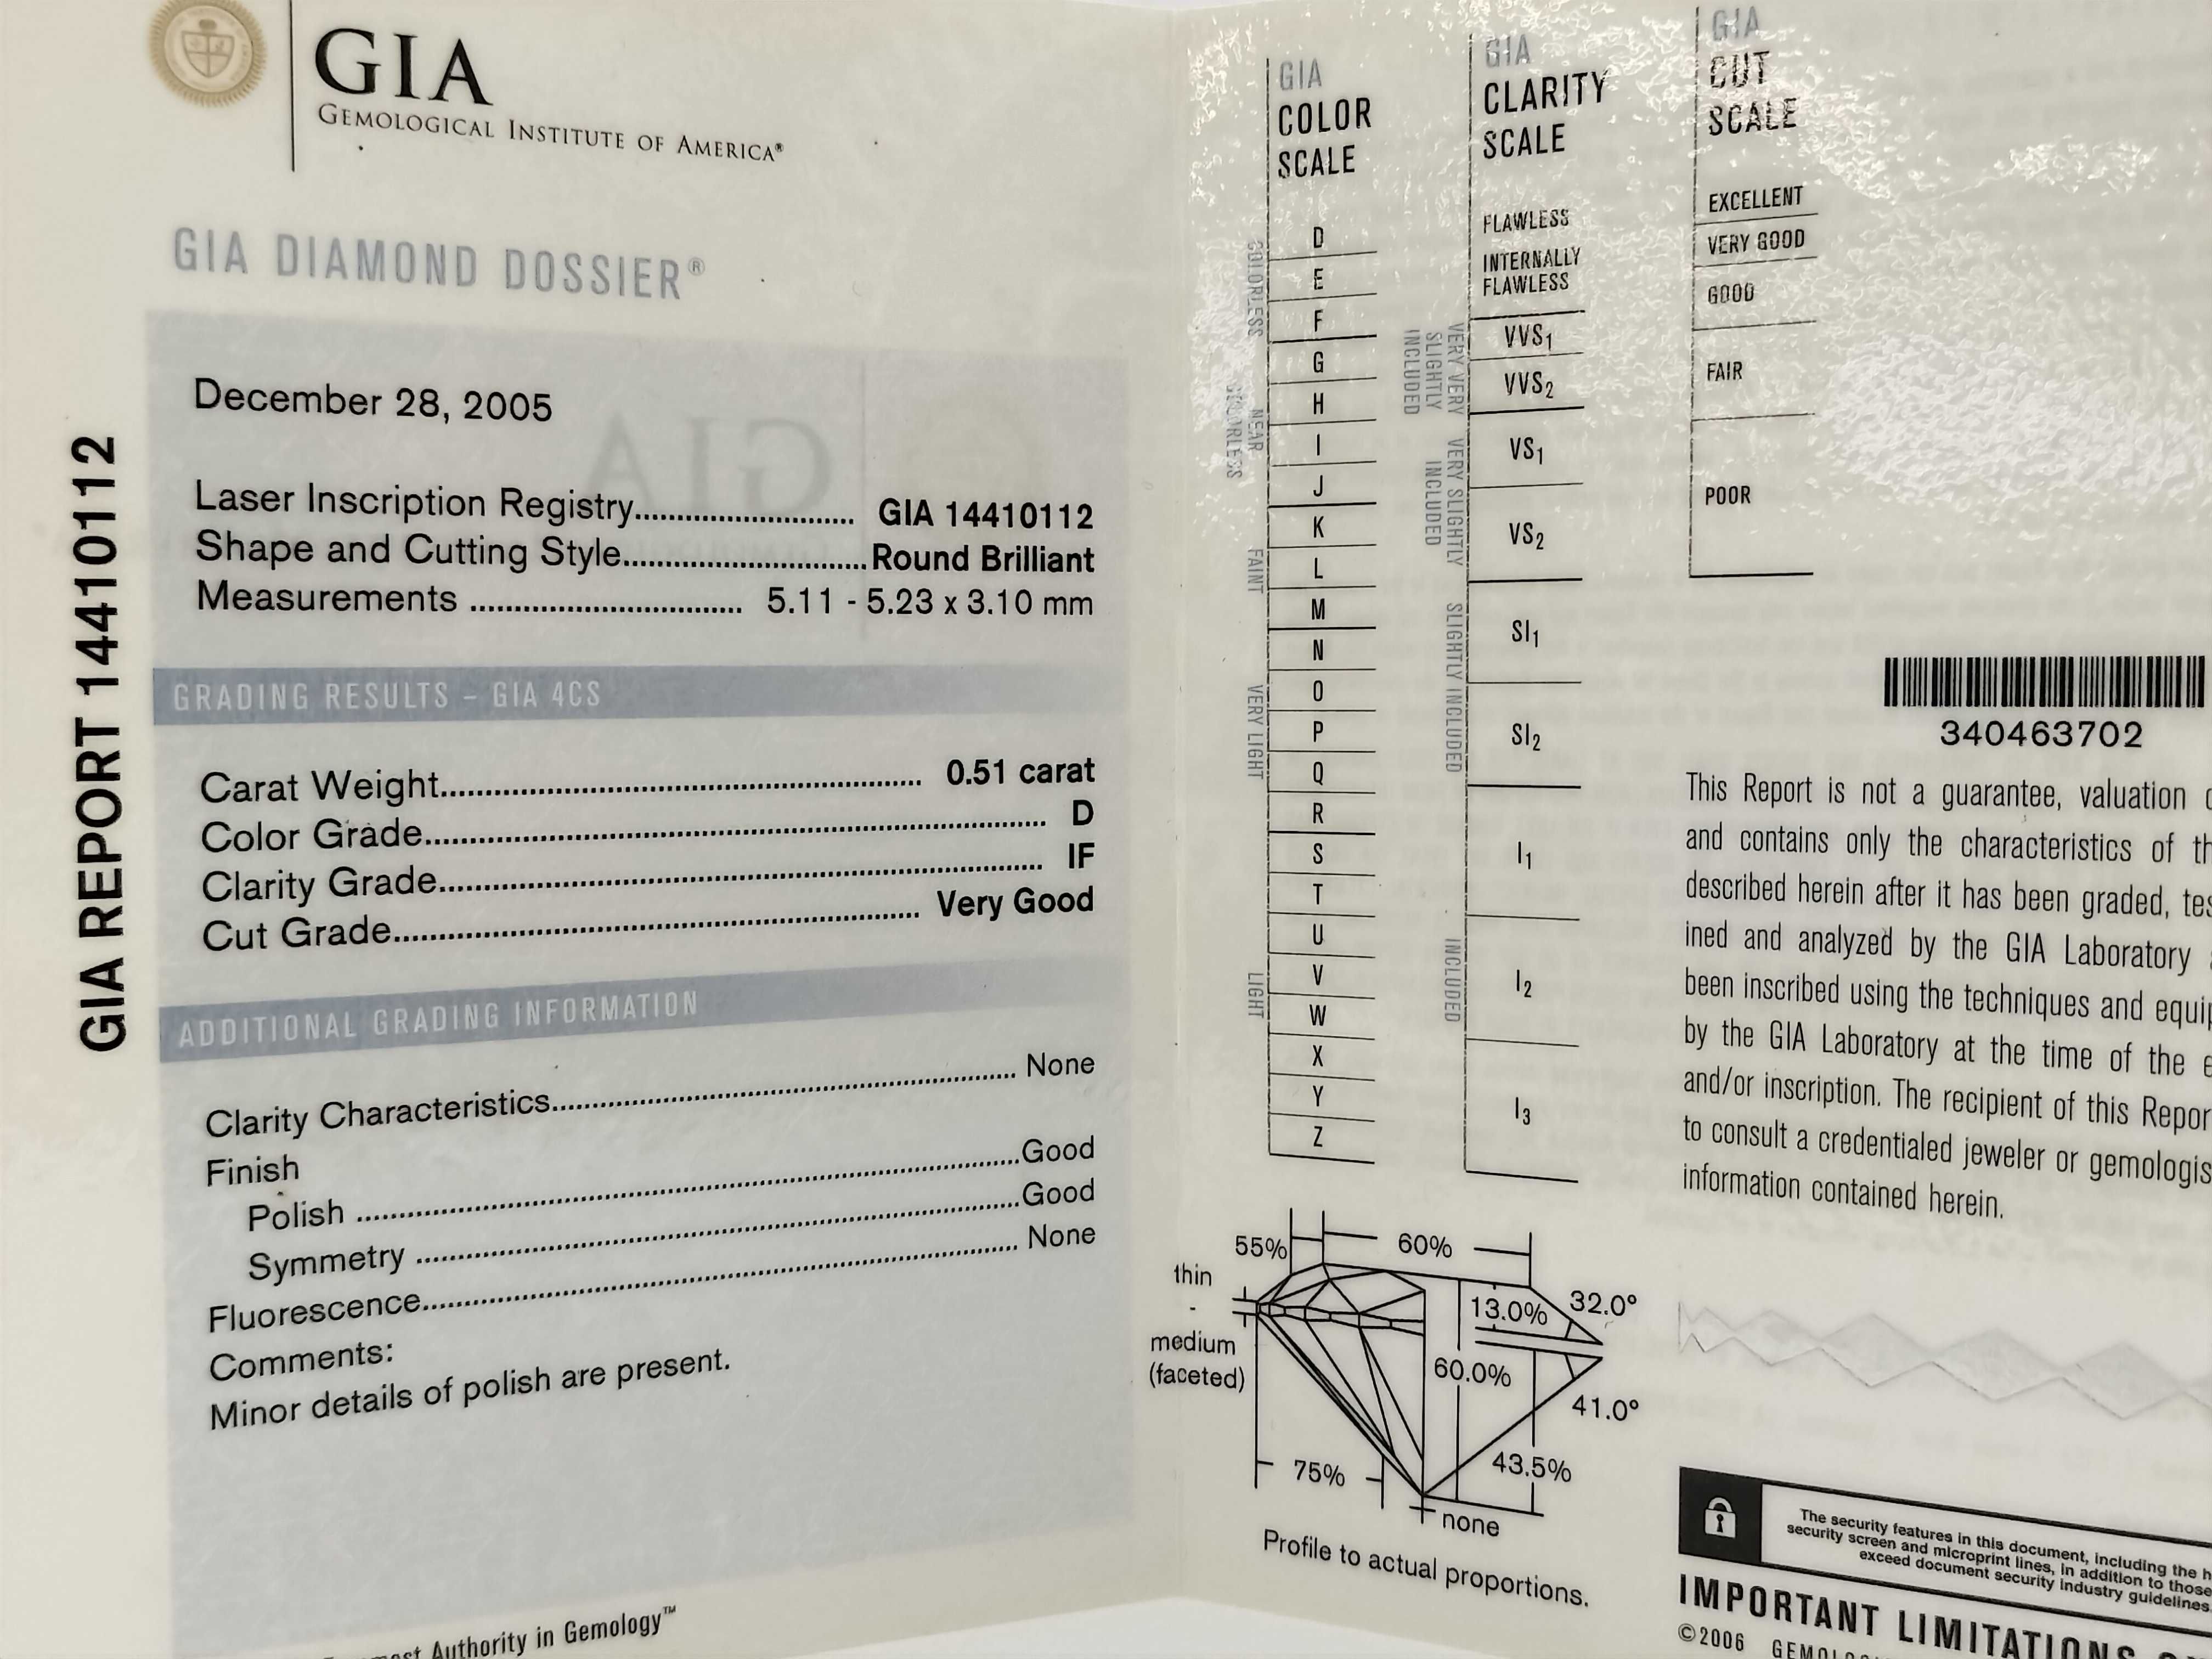 GIA
GEMOLOGICAL INSTITUTE OF AMERICA®
GIA DIAMOND DOSSIER®
GIA REPORT 14410112
December 28, 2005
Laser Inscription Registry.......................... GIA 14410112
Shape and Cutting Style.............................Round Brilliant
Measurements ................................ 5.11 - 5.23 x 3.10 mm
GRADING RESULTS – GIA 4CS
Carat Weight......................................................... 0.51 carat
Color Grade......................................................................... D
Clarity Grade....................................................................... IF
Cut Grade.............................................................. Very Good
ADDITIONAL GRADING INFORMATION
Clarity Characteristics....................................................... None
Finish
Polish ...............................................................................Good
Symmetry ........................................................................Good
Fluorescence....................................................................... None
Comments:
Minor details of polish are present.
Authority in Gemology™
GIA
COLOR
SCALE
COLORLESS
D
E
F
NEAR
COLORLESS
G
H
I
J
FAINT
K
L
M
VERY LIGHT
N
O
P
Q
R
LIGHT
S
T
U
V
W
X
Y
Z
GIA
CLARITY
SCALE
FLAWLESS
INTERNALLY
FLAWLESS
VERY VERY
SLIGHTLY
INCLUDED
VVS1
VVS2
VERY SLIGHTLY
INCLUDED
VS1
VS2
SLIGHTLY INCLUDED
SI1
SI2
INCLUDED
I1
I2
I3
GIA
CUT
SCALE
EXCELLENT
VERY GOOD
GOOD
FAIR
POOR
55%
60%
thin
-
medium
(faceted)
13.0%
32.0°
60.0%
41.0°
43.5%
75%
none
Profile to actual proportions.
340463702
This Report is not a guarantee, valuation
and contains only the characteristics of
described herein after it has been graded,
ined and analyzed by the GIA Laboratory
been inscribed using the techniques and
by the GIA Laboratory at the time of the
and/or inscription. The recipient of this
to consult a credentialed jeweler or
information contained herein.
The security features in this document, including the
security screen and microprint lines, in addition to those
exceed document security industry guidelines.
IMPORTANT LIMITATIONS
©2006